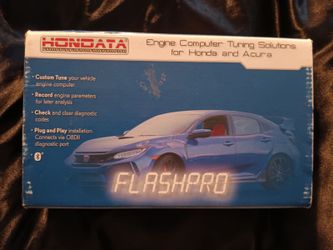 HONDATA
Engine Computer Tuning Solutions
for Honda and Acura
• Custom Tune your vehicle
engine computer
• Record engine parameters
for later analysis
• Check and clear diagnostic
codes
• Plug and Play installation.
Connects via OBDII
diagnostic port
FLASHPRO